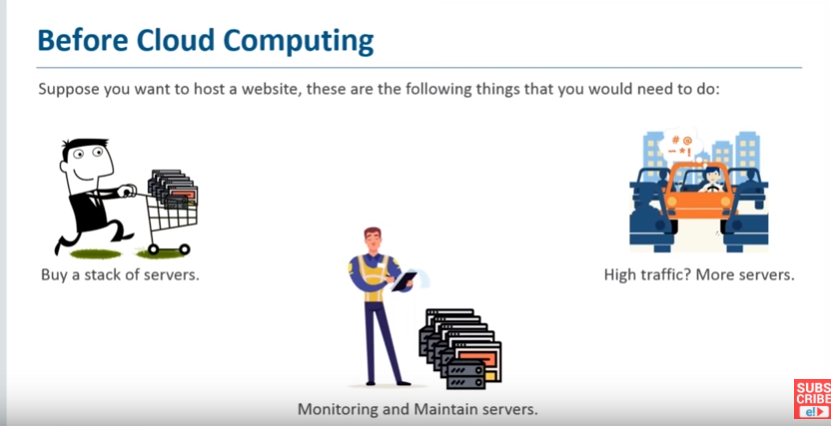 Before Cloud Computing
Suppose you want to host a website, these are the following things that you would need to do:
#@
~*!
Buy a stack of servers.
High traffic? More servers.
Monitoring and Maintain servers.
SUBS
CRIBE
e!